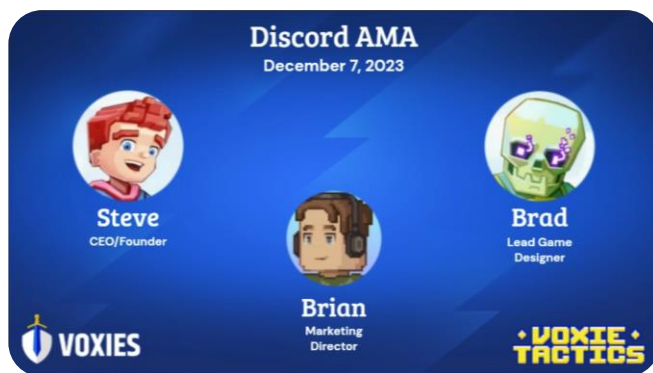 Discord AMA
December 7, 2023
Steve
CEO/Founder
Brad
Lead Game
Designer
Brian
Marketing
Director
VOXIES
VOXIE
TACTICS